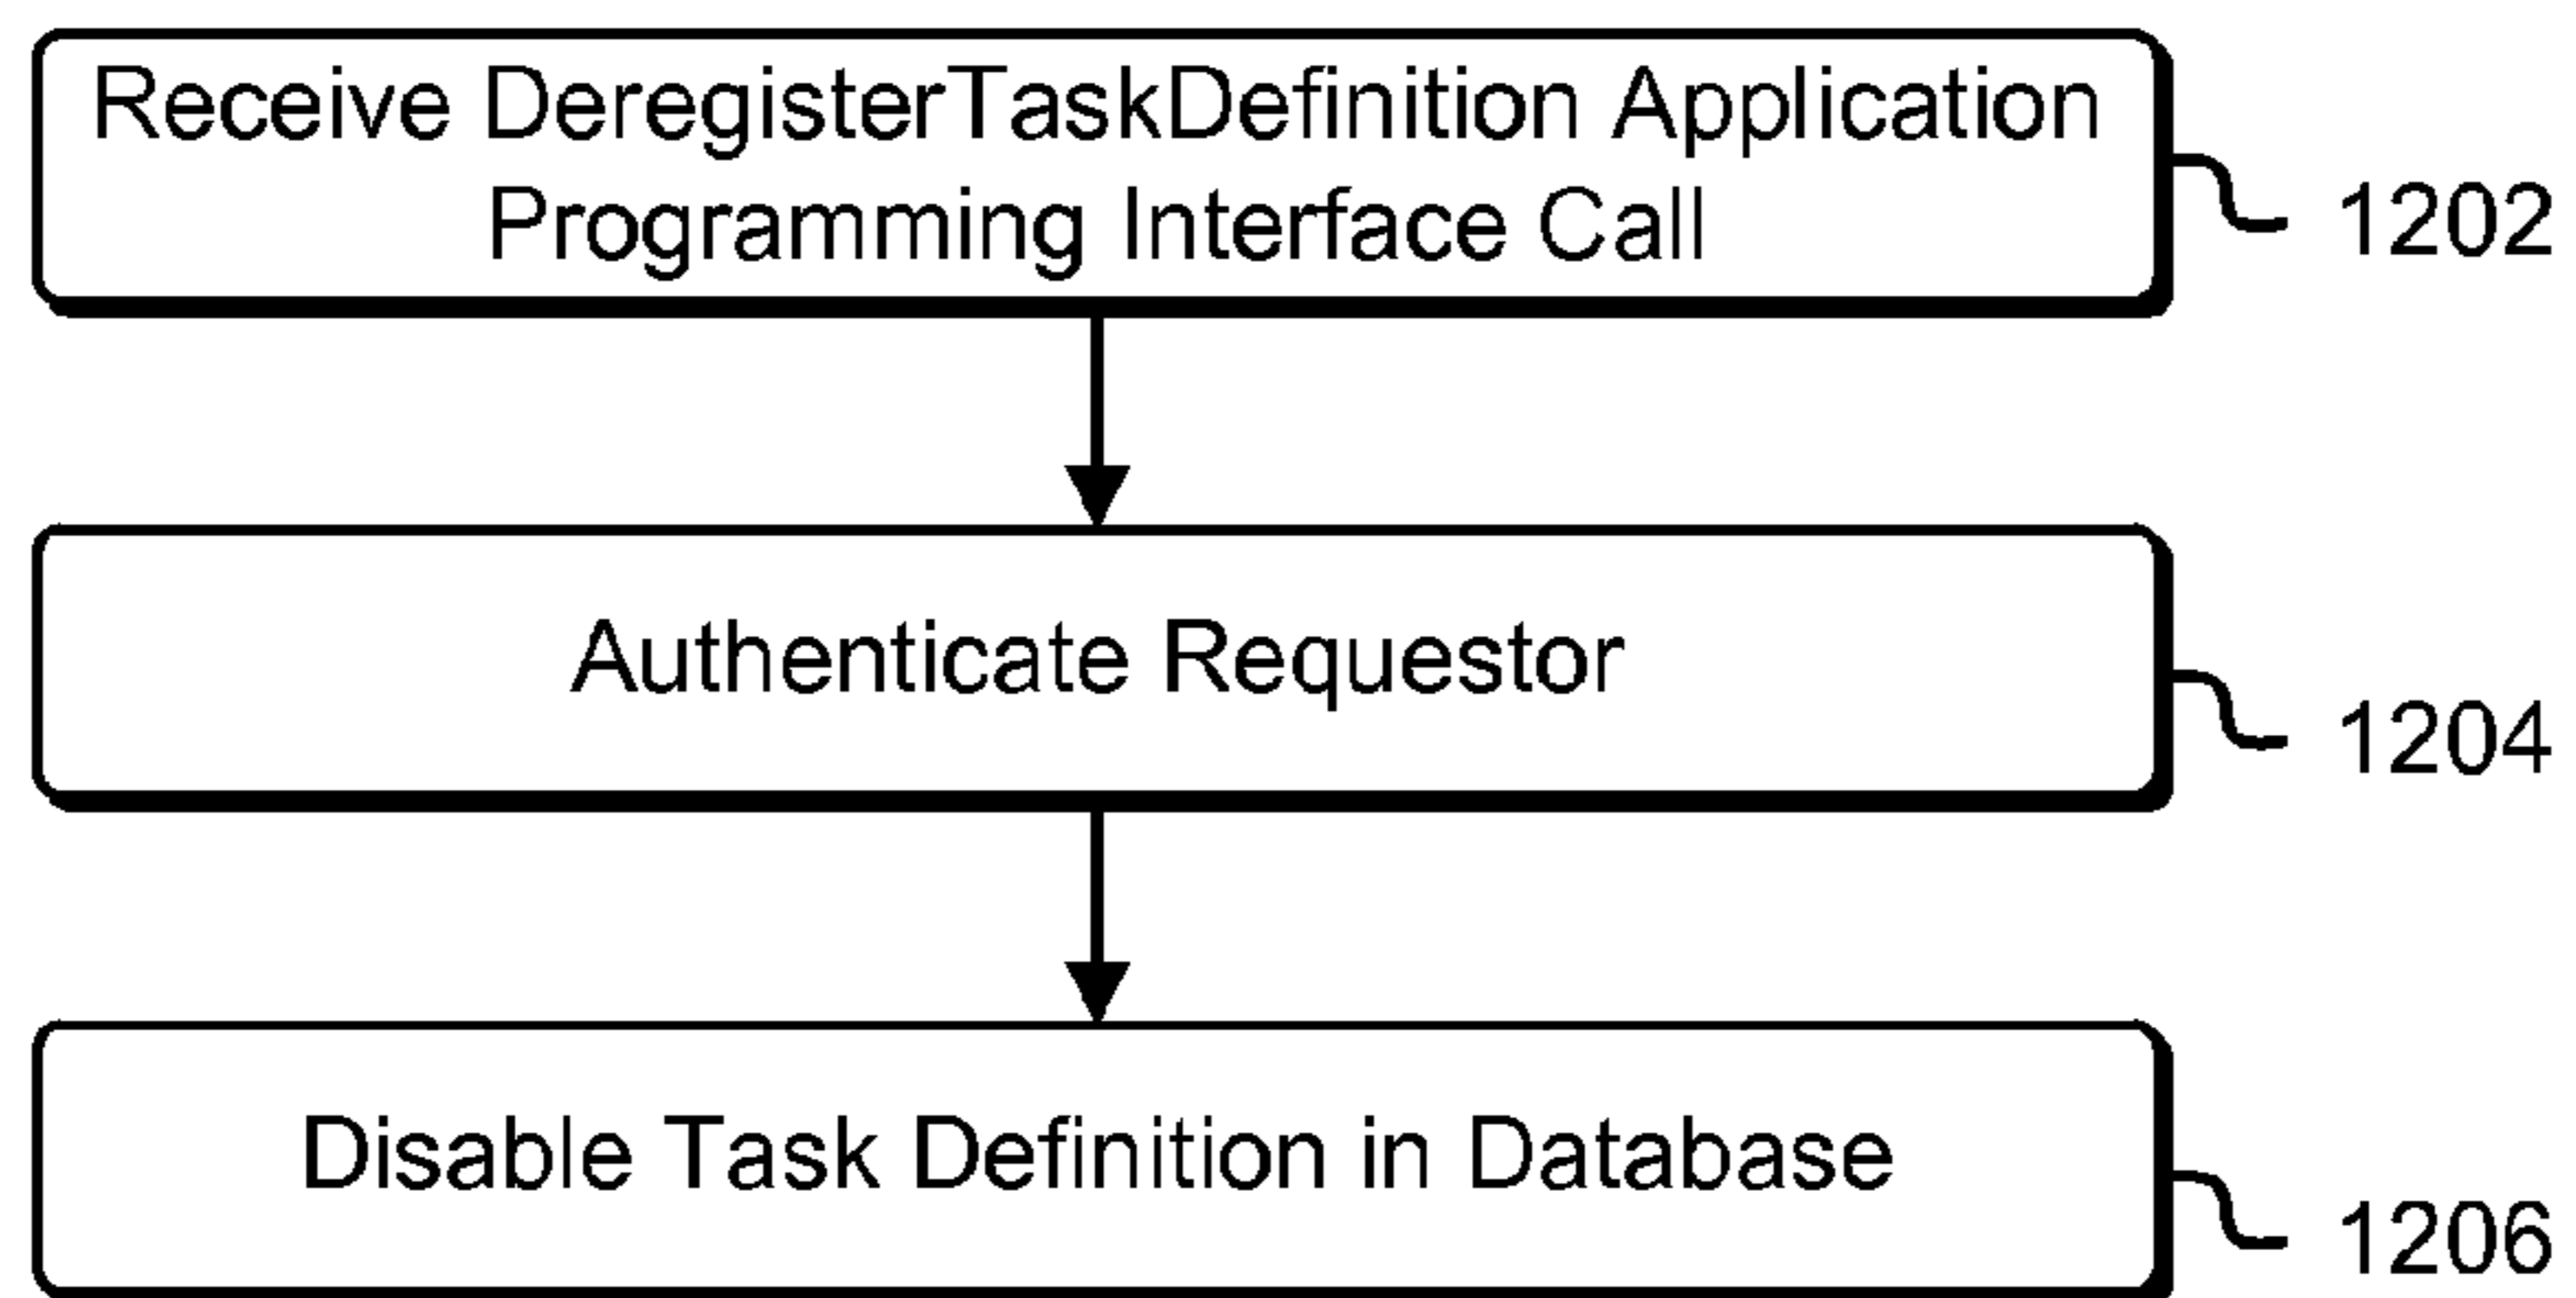 Receive DeregisterTaskDefinition Application
Programming Interface Call
1202
Authenticate Requestor
1204
Disable Task Definition in Database
1206